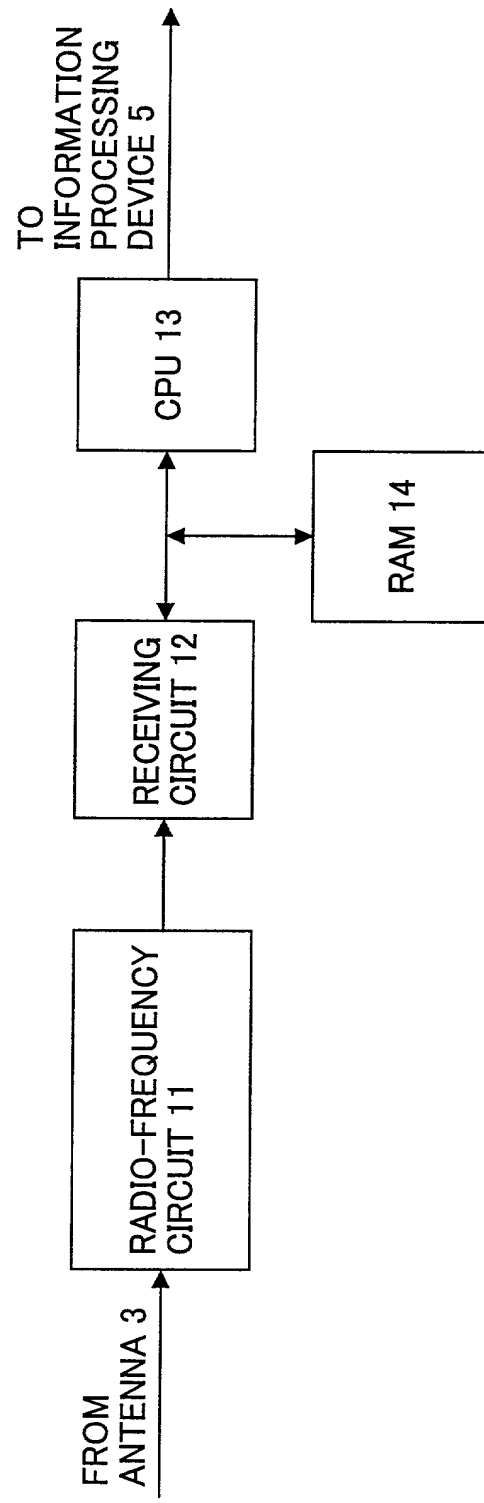 FROM
ANTENNA 3
RADIO-FREQUENCY
CIRCUIT 11
RECEIVING
CIRCUIT 12
CPU 13
RAM 14
TO
INFORMATION
PROCESSING
DEVICE 5